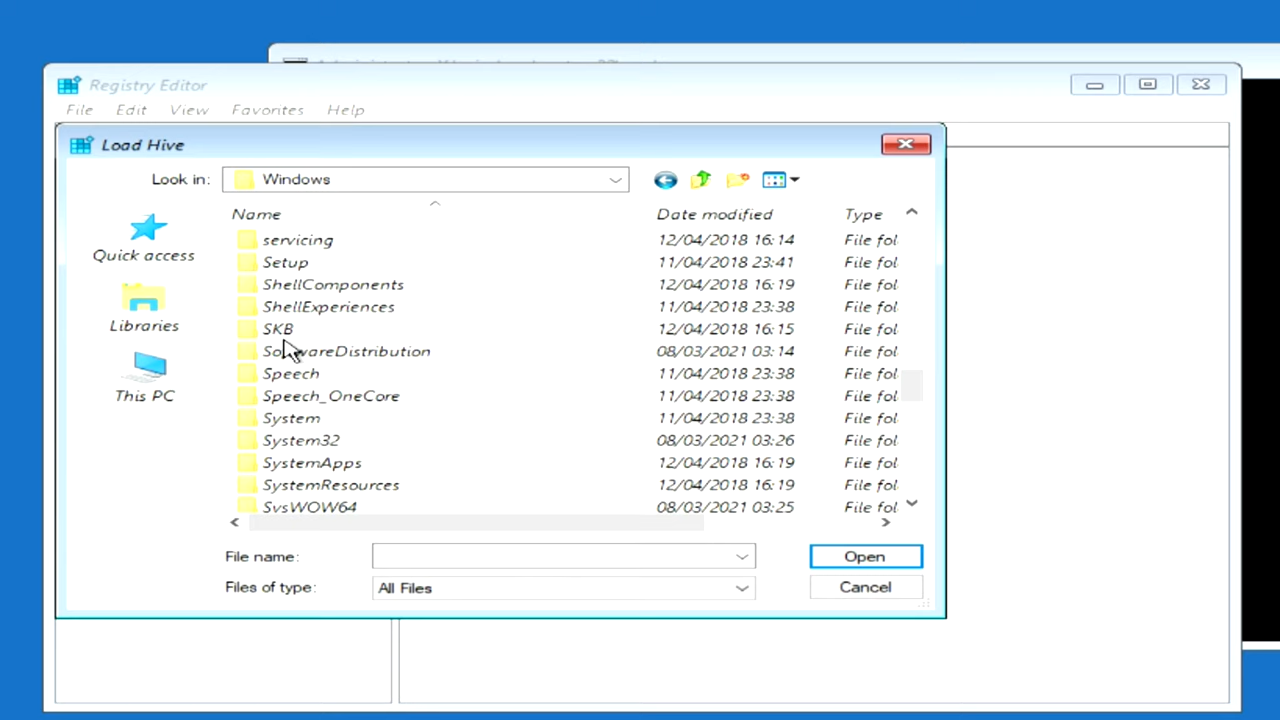 Registry Editor
File Edit View Favorites Help
Load Hive
Look in: Windows
Name Date modified Type
servicing 12/04/2018 16:14 File fol
Setup 11/04/2018 23:41 File fol
ShellComponents 12/04/2018 16:19 File fol
ShellExperiences 11/04/2018 23:38 File fol
SKB 12/04/2018 16:15 File fol
SoftwareDistribution 08/03/2021 03:14 File fol
Speech 11/04/2018 23:38 File fol
Speech_OneCore 11/04/2018 23:38 File fol
System 11/04/2018 23:38 File fol
System32 08/03/2021 03:26 File fol
SystemApps 12/04/2018 16:19 File fol
SystemResources 12/04/2018 16:19 File fol
SysWOW64 08/03/2021 03:25 File fol
Quick access
Libraries
This PC
File name: Open
Files of type: All Files Cancel